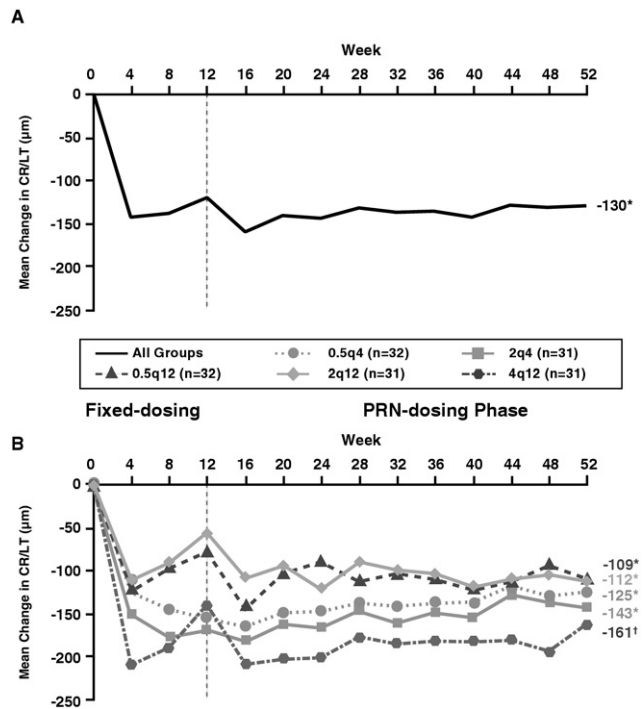 A
Week
0 4 8 12 16 20 24 28 32 36 40 44 48 52
Mean Change in CR/LT (µm)
0
-50
-100
-150
-200
-250
-130*
All Groups 0.5q4 (n=32) 2q4 (n=31)
0.5q12 (n=32) 2q12 (n=31) 4q12 (n=31)
Fixed-dosing PRN-dosing Phase
B
Week
0 4 8 12 16 20 24 28 32 36 40 44 48 52
Mean Change in CR/LT (µm)
0
-50
-100
-150
-200
-250
-109*
-112*
-125*
-143*
-161†